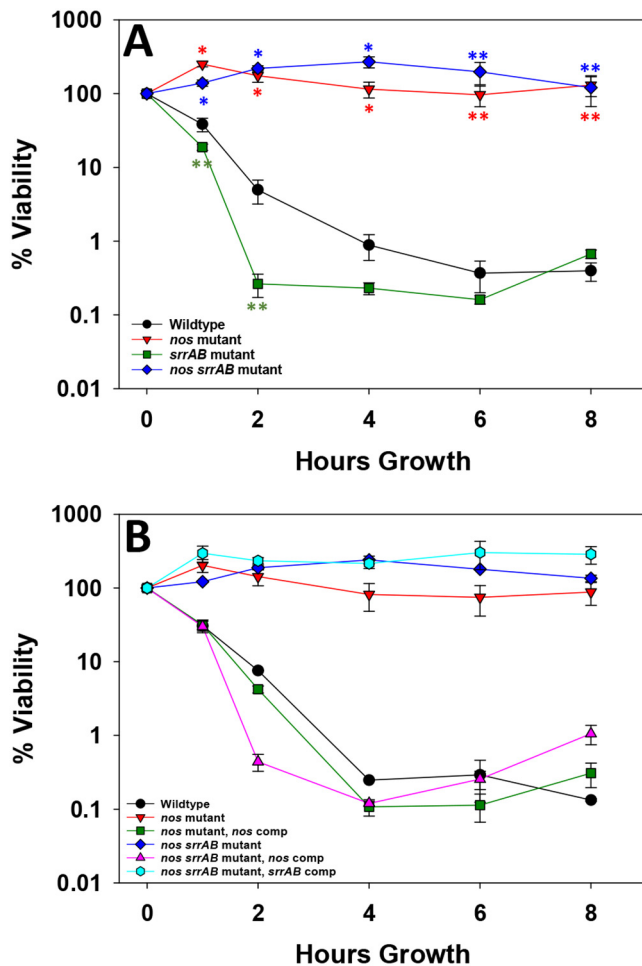 A
1000
100
10
1
0.1
0.01
% Viability
* * * ** **
* * * ** **
** **
Wildtype
nos mutant
srrAB mutant
nos srrAB mutant
0 2 4 6 8
Hours Growth
B
1000
100
10
1
0.1
0.01
% Viability
Wildtype
nos mutant
nos mutant, nos comp
nos srrAB mutant
nos srrAB mutant, nos comp
nos srrAB mutant, srrAB comp
0 2 4 6 8
Hours Growth